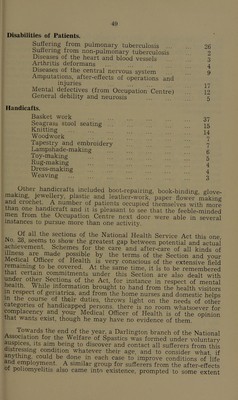 49
Disabilities of Patients.
Suffering from pulmonary tuberculosis ... ... 26
Suffering from non-pulmonary tuberculosis ... 2
Diseases of the heart and blood vessels ... 3
Arthritis deformans ... 4
Diseases of the central nervous system ... 9
Amputations, after-effects of operations and
injuries ... 17
Mental defectives (from Occupation Centre) ... 12
General debility and neurosis ... 5
Handicrafts.
Basket work ... 37
Seagrass stool seating ... 15
Knitting ... 14
Woodwork ... 7
Tapestry and embroidery ... 7
Lampshade-making ... 6
Toy-making ... 5
Rug-making ... 4
Dress-making ... 4
Weaving ... 3
Other handicrafts included boot-repairing, book-binding, glove-
making, jewellery, plastic and leather-work, paper flower making
and crochet. A number of patients occupied themselves with more
than one handicraft and it is pleasant to see that the feeble-minded
men from the Occupation Centre next door were able in several
instances to pursue more than one activity.
Of all the sections of the National Health Service Act this one,
No. 28, seems to show the greatest gap between potential and actual
achievement. Schemes for the care and after-care of all kinds of
illness are made possible by the terms of the Section and your
Medical Officer of Health is very conscious of the extensive field
remaining to be covered. At the same time, it is to be remembered
that certain commitments under this Section are also dealt with
under other Sections of the Act, for instance in respect of mental
health. While information brought to hand from the health visitors
in respect of geriatrics, and from the home nurses and domestic helps
in the course of their duties, throws light on the needs of other
categories of handicapped persons, there is no room whatsoever for
complacency and your Medical Officer of Health is of the opinion
that wants exist, though he may have no evidence of them.
Towards the end of the year, a Darlington branch of the National
Association for the Welfare of Spastics was formed under voluntary
auspices, its aim being to discover and contact all sufferers from this
distressing condition whatever their age, and to consider what, if
anything, could be done in each case to improve conditions of life
and employment. A similar group for sufferers from the after-effects
of poliomyelitis also came into existence, prompted to some extent